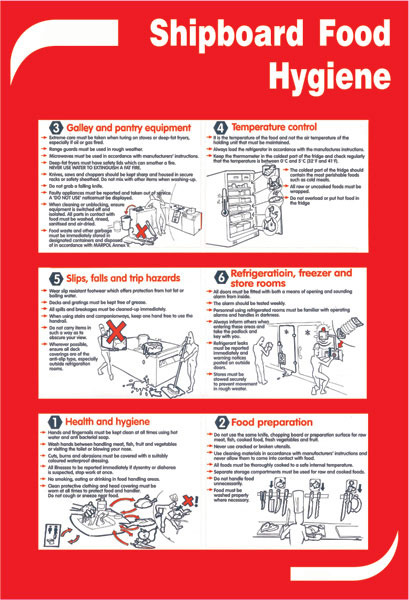 Shipboard Food
Hygiene
3 Galley and pantry equipment
Extreme care must be taken when turing on stoves or deep-fat fryers,
especially if oil or gas fired.
Range guards must be used in rough weather.
Microwaves must be used in accordance with manufacturers' instructions.
Deep-fat fryers must have safety lids which can smother a fire.
NEVER USE WATER TO EXTINGUISH A FAT FIRE.
Knives, saws and choppers should be kept sharp and housed in secure
racks or safety sheathed. Do not mix with other items when washing-up.
Do not grab a falling knife.
Faulty appliances must be reported and taken out of service.
A 'DO NOT USE' notice must be displayed.
When cleaning or unblocking, ensure
equipment is switched off and
isolated. All parts in contact with
food must be washed, rinsed,
sanitised and air-dried.
Food waste and other garbage
must be immediately stored in
designated containers and disposed
of in accordance with MARPOL Annex V.
4 Temperature control
It is the temperature of the food and not the air temperature of the
holding unit that must be maintained.
Always load the refrigerator in accordance with the manufacturers instructions.
Keep the thermometer in the coldest part of the fridge and check regularly
that the temperature is between 0°C and 5°C (32°F and 41°F).
The coldest part of the fridge should
contain the most perishable foods
such as cold meats.
All raw or uncooked foods must be
wrapped.
Do not overload or put hot food in
the fridge
5 Slips, falls and trip hazards
Wear slip resistant footwear which offers protection from hot fat or
boiling water.
Decks and gratings must be kept free of grease.
All spills and breakages must be cleaned-up immediately.
When using stairs and companionways, keep one hand free to use the
handrail.
Do not carry items
in such a way as to
obscure your view.
Wherever possible,
ensure all deck
coverings are of the
anti-slip type, especially
outside refrigeration
rooms.
6 Refrigeratioin, freezer and
store rooms
All doors must be fitted with both a means of opening and sounding
alarm from inside.
The alarm should be tested weekly.
Personnel using refrigerated rooms must be familiar with operating
alarms and handles in darkness.
Always inform others when
entering these areas and
take the padlock and
key with you.
Refrigerant leaks
must be reported
immediately and
warning notices
posted on outside
doors.
Stores must be
stowed securely
to prevent movement
in rough weather.
1 Health and hygiene
Hands and fingernails must be kept clean at all times using hot
water and anti bacterial soap.
Wash hands between handling meat, fish, fruit and vegetables
or visiting the toilet or blowing your nose.
Cuts, burns and abrasions must be covered with a suitably
coloured waterproof dressing.
All illnesses to be reported immediately if dysentry or diahorea
is suspected, stop work at once.
No smoking, eating or drinking in food handling areas.
Clean protective clothing and head covering must be
worn at all times to protect food and handler.
Do not cough or sneeze near food.
2 Food preparation
Do not use the same knife, chopping board or preparation surface for raw
meat, fish, cooked food, fresh vegetables and fruit.
Never use cracked or broken utensils.
Use cleaning materials in accordance with manufacturers' instructions and
never allow them to come into contact with food.
All foods must be thoroughly cooked to a safe internal temperature.
Separate storage compartments must be used for raw and cooked foods.
Do not handle food
unnecessarily.
Food must be
washed properly
where necessary.